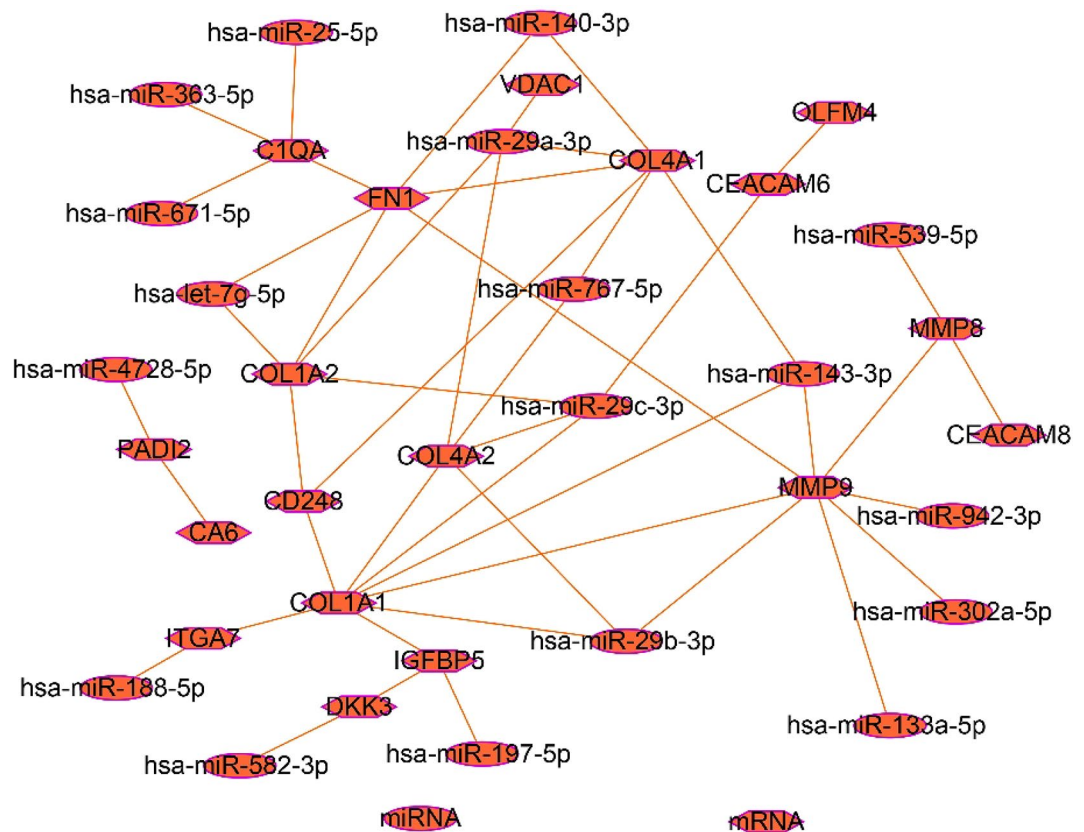 hsa-miR-25-5p
hsa-miR-140-3p
hsa-miR-363-5p
VDAC1
OLFM4
hsa-miR-29a-3p
C1QA
COL4A1
CEACAM6
FN1
hsa-miR-671-5p
hsa-miR-539-5p
hsa-let-7g-5p
hsa-miR-767-5p
MMP8
hsa-miR-4728-5p
COL1A2
hsa-miR-143-3p
hsa-miR-29c-3p
CEACAM8
PADI2
COL4A2
MMP9
CD248
hsa-miR-942-3p
CA6
COL1A1
hsa-miR-302a-5p
ITGA7
hsa-miR-29b-3p
IGFBP5
hsa-miR-188-5p
DKK3
hsa-miR-133a-5p
hsa-miR-197-5p
hsa-miR-582-3p
miRNA
mRNA